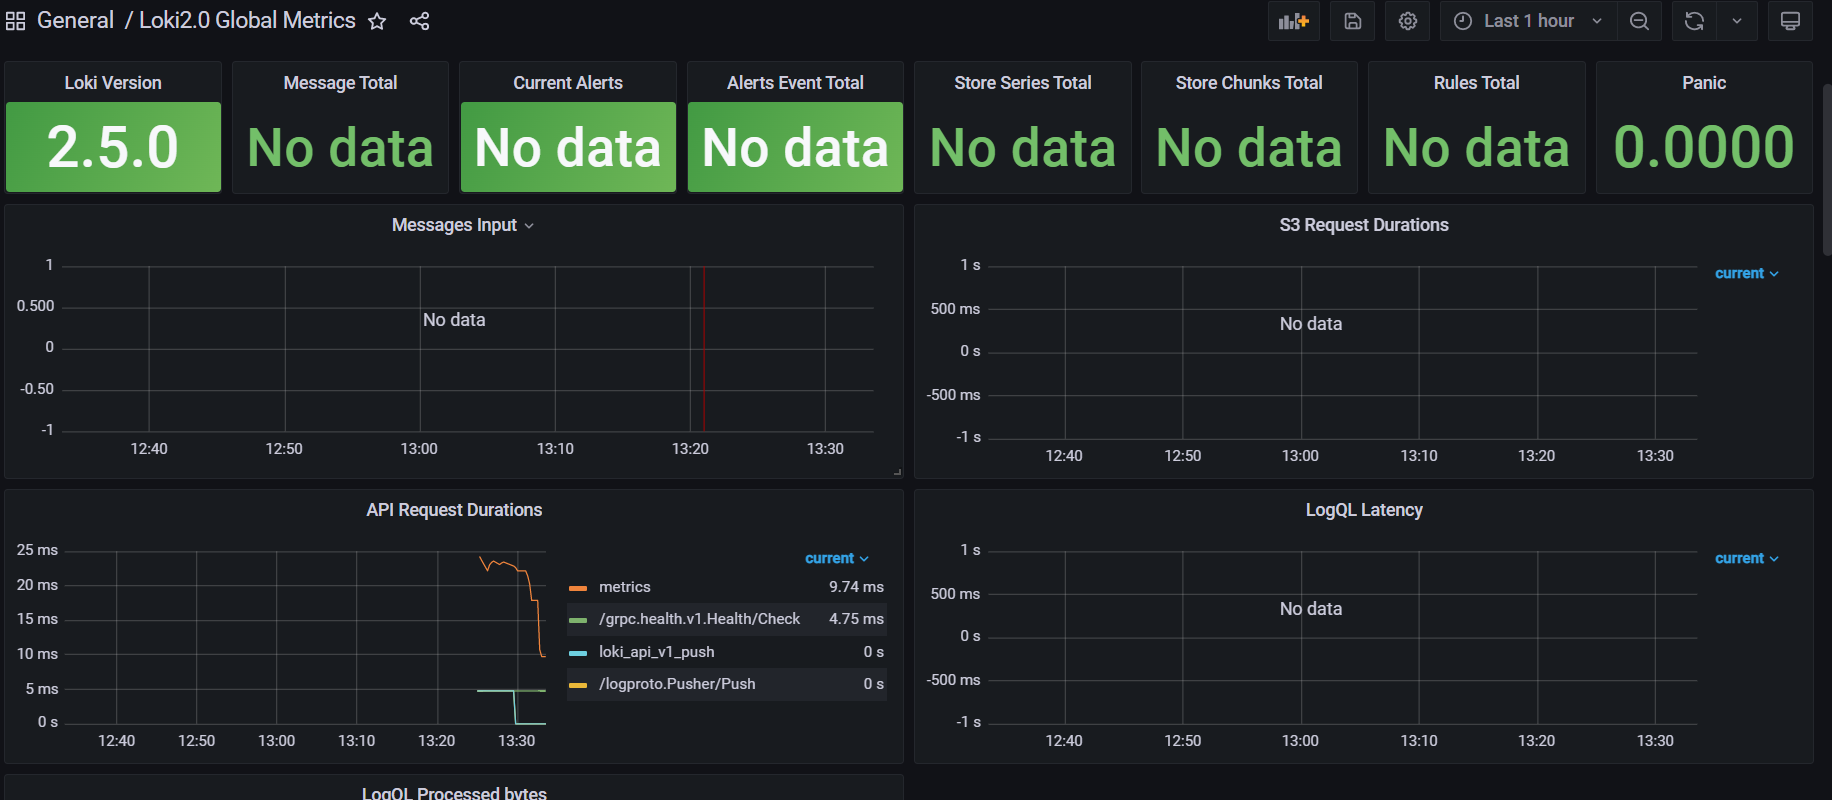 General / Loki2.0 Global Metrics
Last 1 hour
Loki Version
Message Total
Current Alerts
Alerts Event Total
Store Series Total
Store Chunks Total
Rules Total
Panic
2.5.0
No data
No data
No data
No data
No data
No data
0.0000
Messages Input
1
0.500
0
-0.50
-1
No data
12:40 12:50 13:00 13:10 13:20 13:30
S3 Request Durations
1 s
500 ms
0 s
-500 ms
-1 s
No data
current
12:40 12:50 13:00 13:10 13:20 13:30
API Request Durations
25 ms
20 ms
15 ms
10 ms
5 ms
0 s
12:40 12:50 13:00 13:10 13:20 13:30
current
metrics 9.74 ms
/grpc.health.v1.Health/Check 4.75 ms
loki_api_v1_push 0 s
/logproto.Pusher/Push 0 s
LogQL Latency
1 s
500 ms
0 s
-500 ms
-1 s
No data
current
12:40 12:50 13:00 13:10 13:20 13:30
LogQL Processed bytes